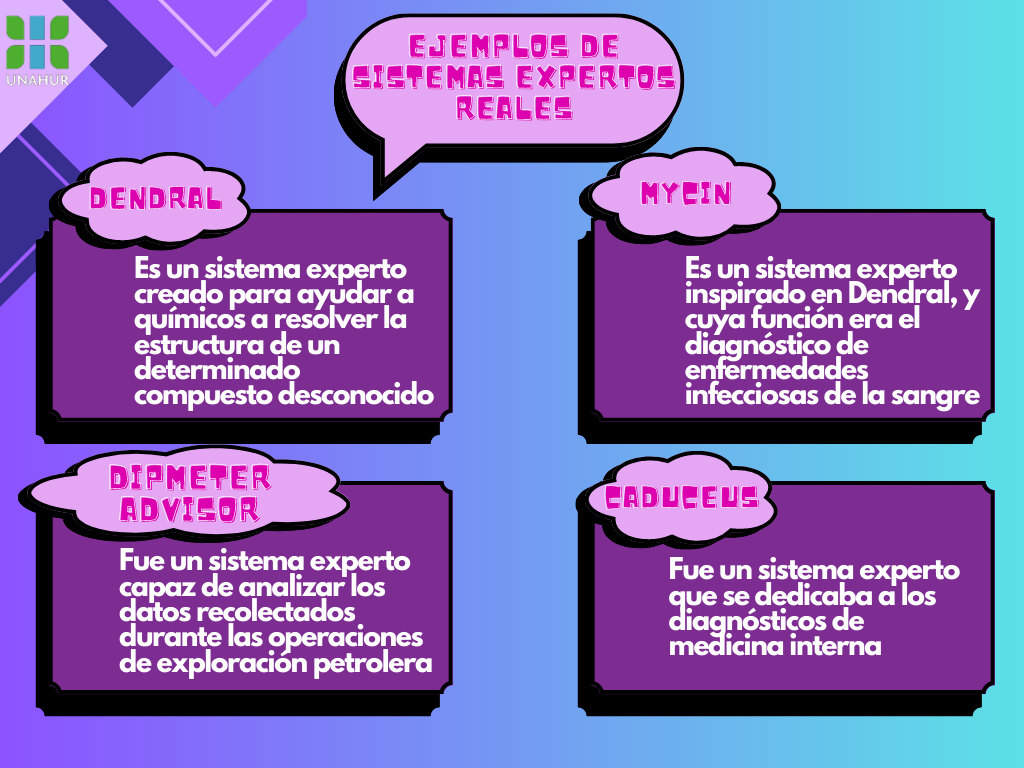 UNAHUR
EJEMPLOS DE
SISTEMAS EXPERTOS
REALES
DENDRAL
Es un sistema experto
creado para ayudar a
químicos a resolver la
estructura de un
determinado
compuesto desconocido
MYCIN
Es un sistema experto
inspirado en Dendral, y
cuya función era el
diagnóstico de
enfermedades
infecciosas de la sangre
DIPMETER
ADVISOR
Fue un sistema experto
capaz de analizar los
datos recolectados
durante las operaciones
de exploración petrolera
CADUCEUS
Fue un sistema experto
que se dedicaba a los
diagnósticos de
medicina interna